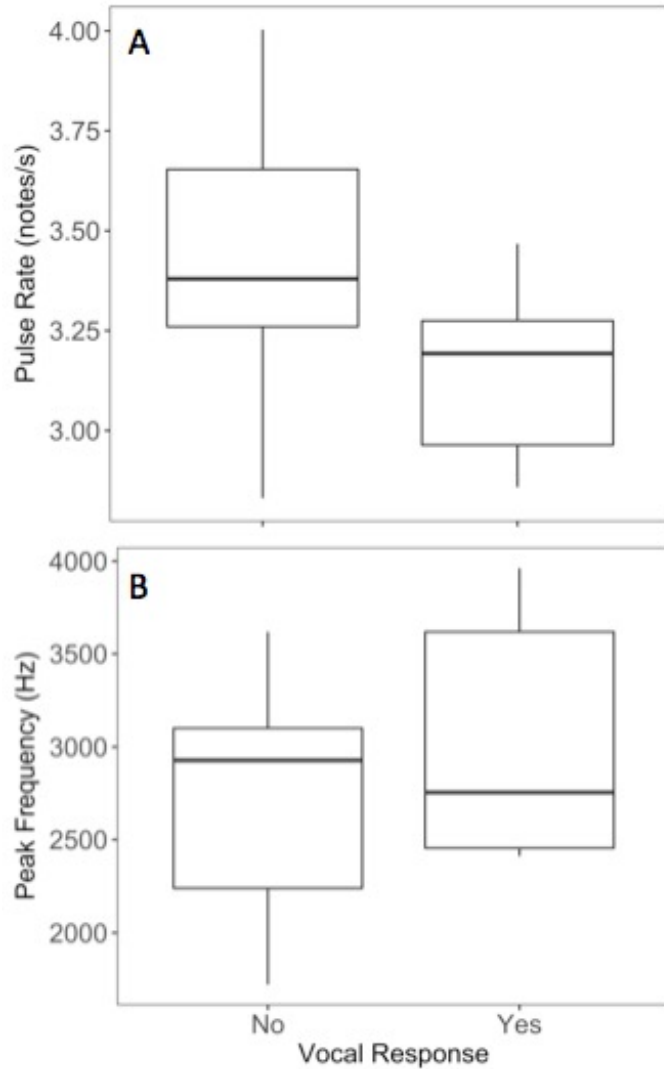 A
Pulse Rate (notes/s)
4.00
3.75
3.50
3.25
3.00
B
Peak Frequency (Hz)
4000
3500
3000
2500
2000
No Yes
Vocal Response